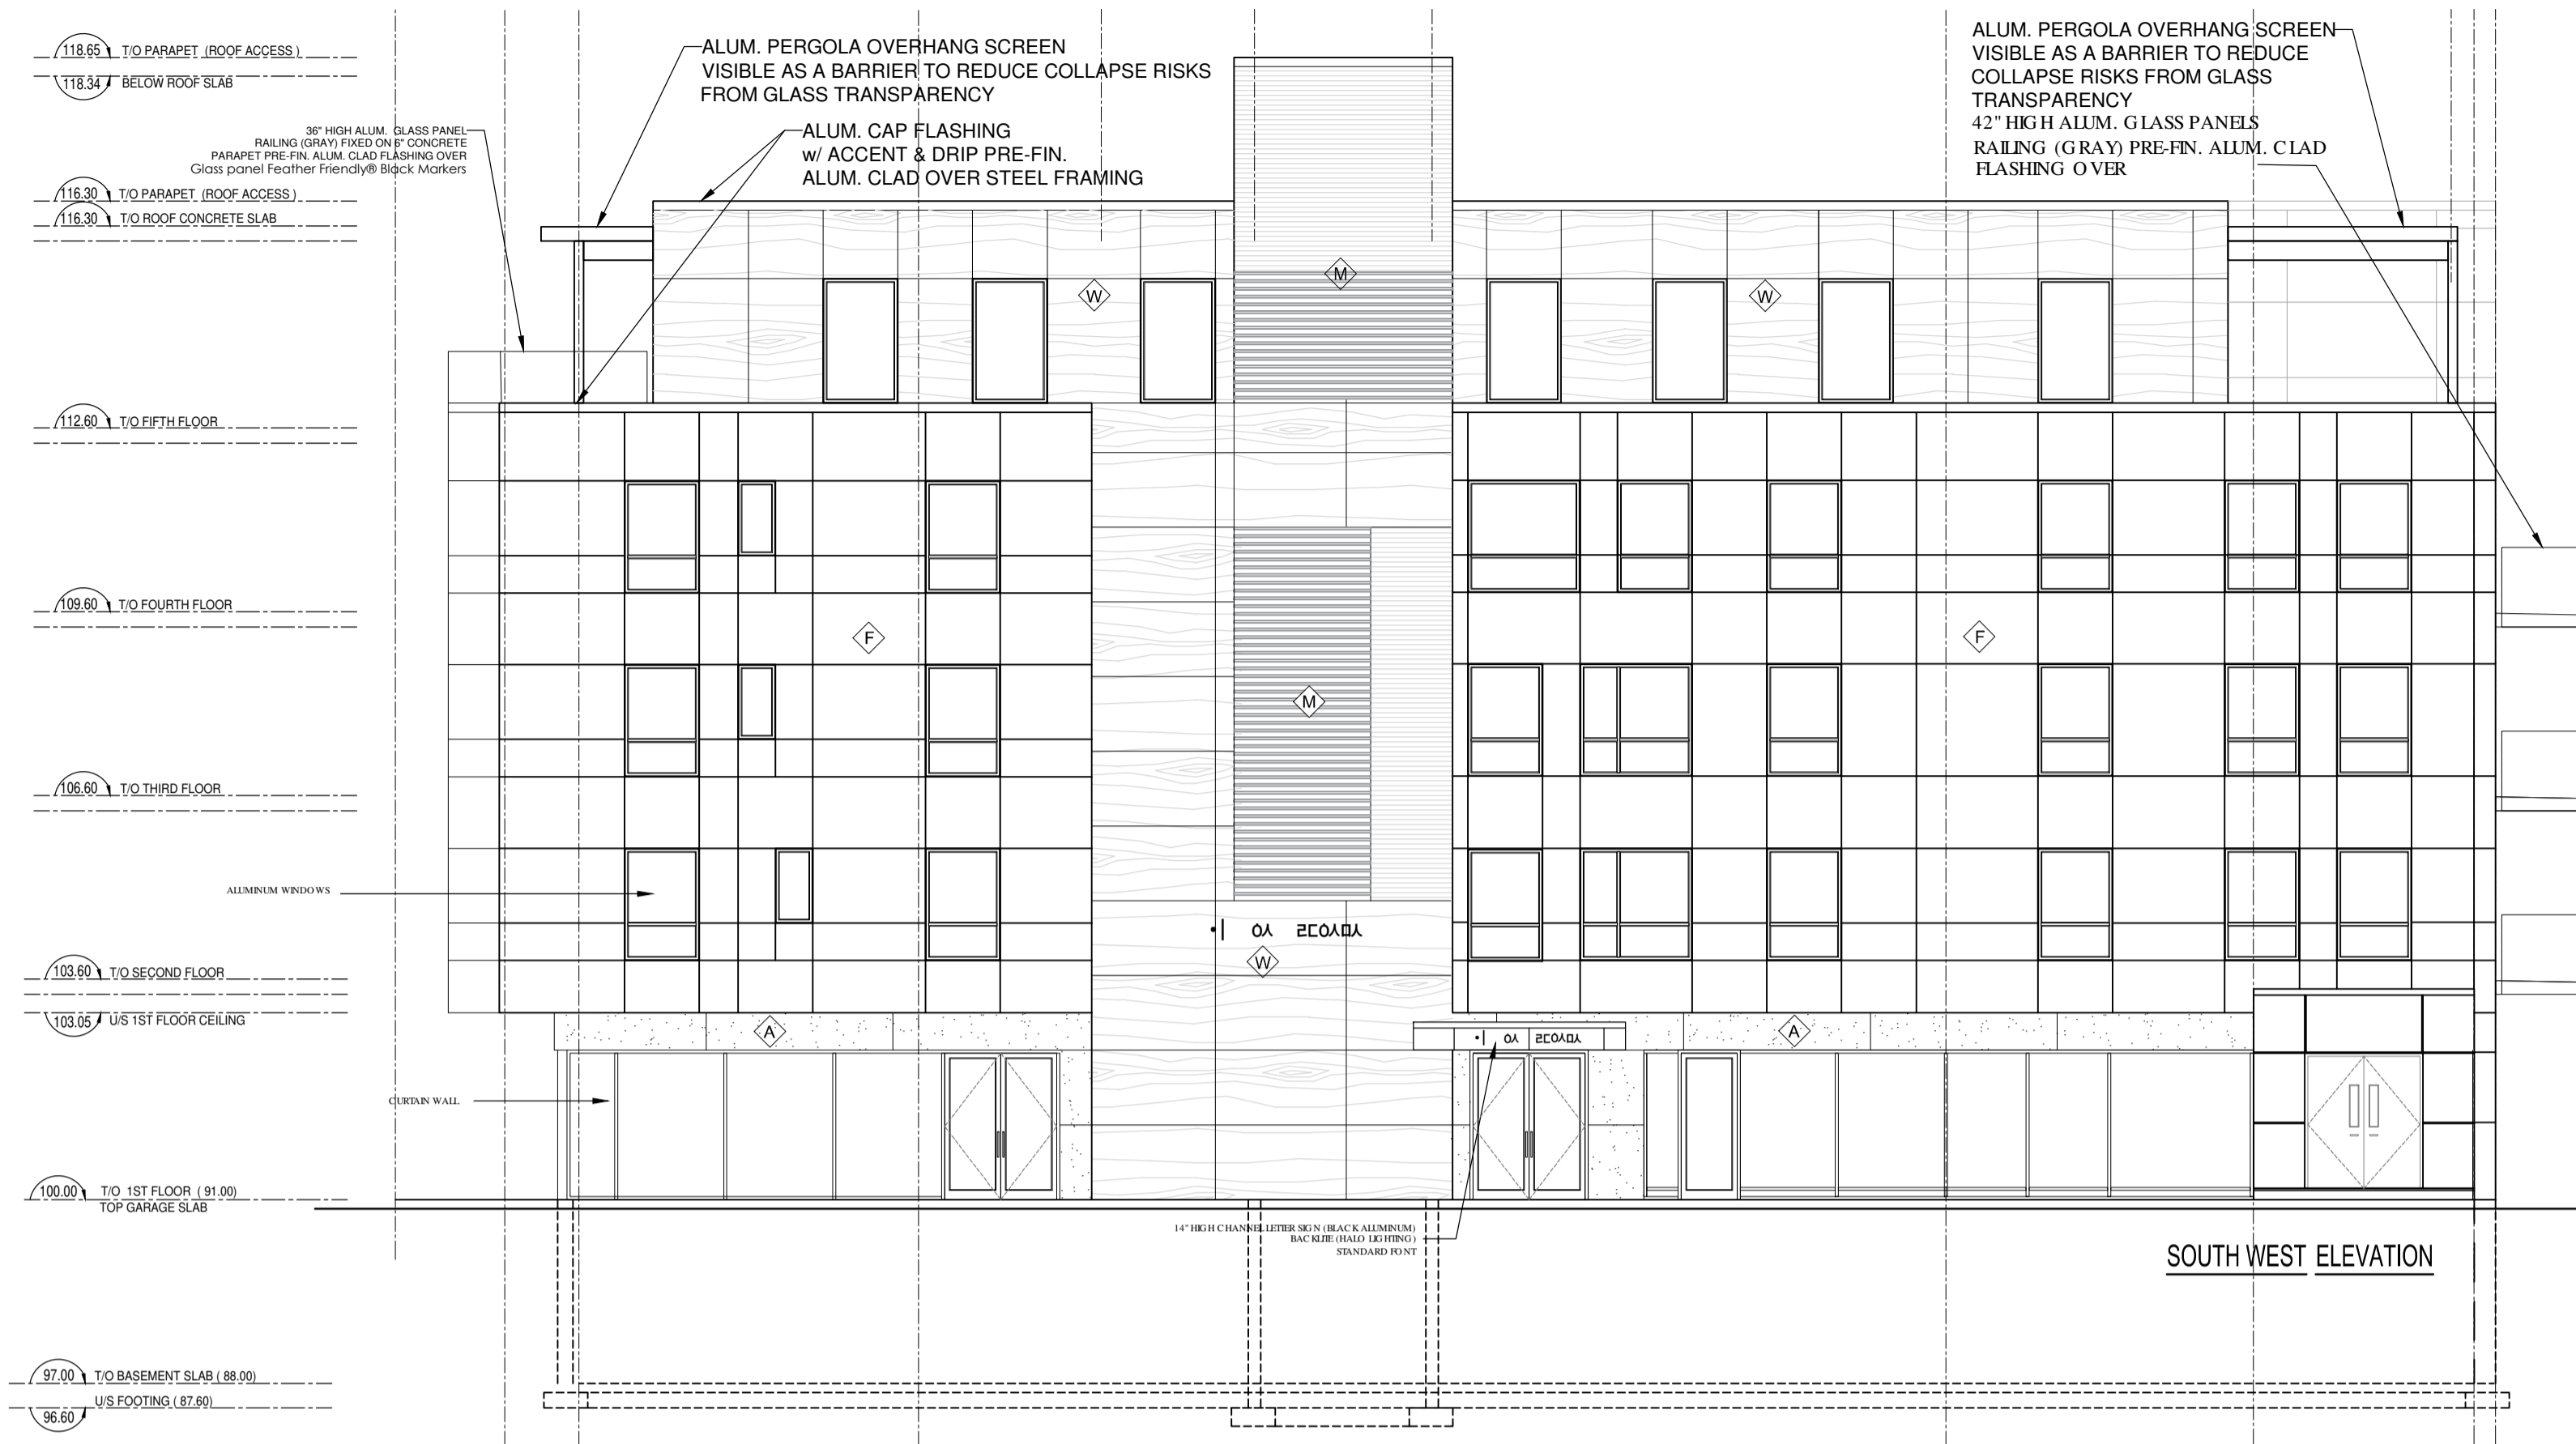 118.65 T/O PARAPET (ROOF ACCESS )
118.34 BELOW ROOF SLAB
36" HIGH ALUM. GLASS PANEL
RAILING (GRAY) FIXED ON 6" CONCRETE
PARAPET PRE-FIN. ALUM. CLAD FLASHING OVER
Glass panel Feather Friendly® Black Markers
116.30 T/O PARAPET (ROOF ACCESS )
116.30 T/O ROOF CONCRETE SLAB
ALUM. PERGOLA OVERHANG SCREEN
VISIBLE AS A BARRIER TO REDUCE COLLAPSE RISKS
FROM GLASS TRANSPARENCY
ALUM. CAP FLASHING
w/ ACCENT & DRIP PRE-FIN.
ALUM. CLAD OVER STEEL FRAMING
ALUM. PERGOLA OVERHANG SCREEN
VISIBLE AS A BARRIER TO REDUCE
COLLAPSE RISKS FROM GLASS
TRANSPARENCY
42" HIGH ALUM. GLASS PANELS
RAILING (GRAY) PRE-FIN. ALUM. CLAD
FLASHING OVER
M
W
W
112.60 T/O FIFTH FLOOR
109.60 T/O FOURTH FLOOR
F
F
M
106.60 T/O THIRD FLOOR
ALUMINUM WINDOWS
W
103.60 T/O SECOND FLOOR
103.05 U/S 1ST FLOOR CEILING
A
A
CURTAIN WALL
100.00 T/O 1ST FLOOR ( 91.00)
TOP GARAGE SLAB
14" HIGH CHANNEL LETTER SIGN (BLACK ALUMINUM)
BACKLITE (HALO LIGHTING)
STANDARD FONT
SOUTH WEST ELEVATION
97.00 T/O BASEMENT SLAB ( 88.00)
U/S FOOTING ( 87.60)
96.60